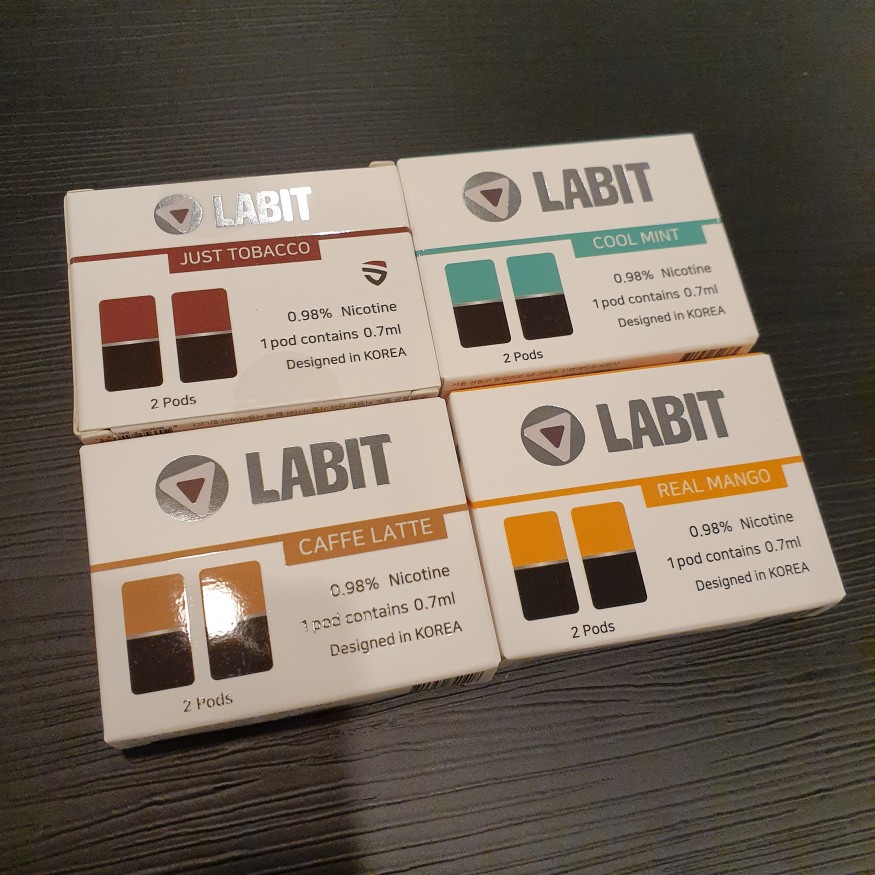 LABIT
JUST TOBACCO
0.98% Nicotine
1 pod contains 0.7ml
Designed in KOREA
2 Pods
LABIT
COOL MINT
0.98% Nicotine
1 pod contains 0.7ml
Designed in KOREA
2 Pods
LABIT
CAFFE LATTE
0.98% Nicotine
1 pod contains 0.7ml
Designed in KOREA
2 Pods
LABIT
REAL MANGO
0.98% Nicotine
1 pod contains 0.7ml
Designed in KOREA
2 Pods